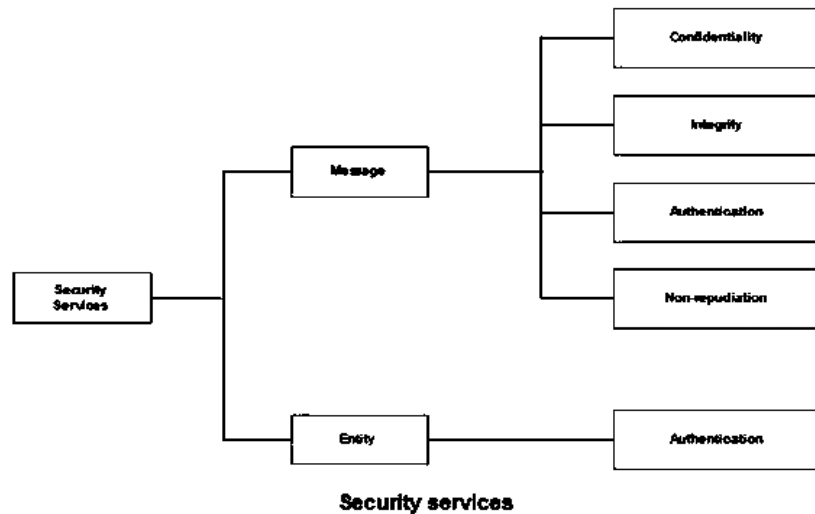 Confidentiality
Integrity
Message
Authentication
Security
Services
Non-repudiation
Entity
Authentication
Security services